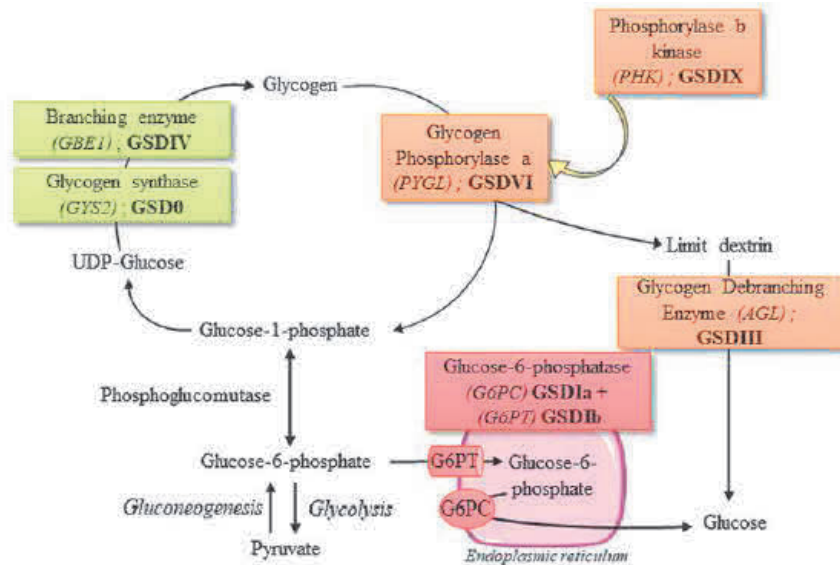 Phosphorylase b
kinase
(PHK) ; GSDIX
Glycogen
Branching enzyme
(GBE1) ; GSDIV
Glycogen
Phosphorylase a
(PYGL) ; GSDVI
Glycogen synthase
(GYS2) ; GSD0
UDP-Glucose
Limit dextrin
Glycogen Debranching
Enzyme (AGL) ;
GSDIII
Glucose-1-phosphate
Glucose-6-phosphatase
(G6PC) GSDIa +
(G6PT) GSDIb
Phosphoglucomutase
Glucose-6-phosphate
G6PT
Glucose-6-
phosphate
Gluconeogenesis
Glycolysis
G6PC
Glucose
Pyruvate
Endoplasmic reticulum